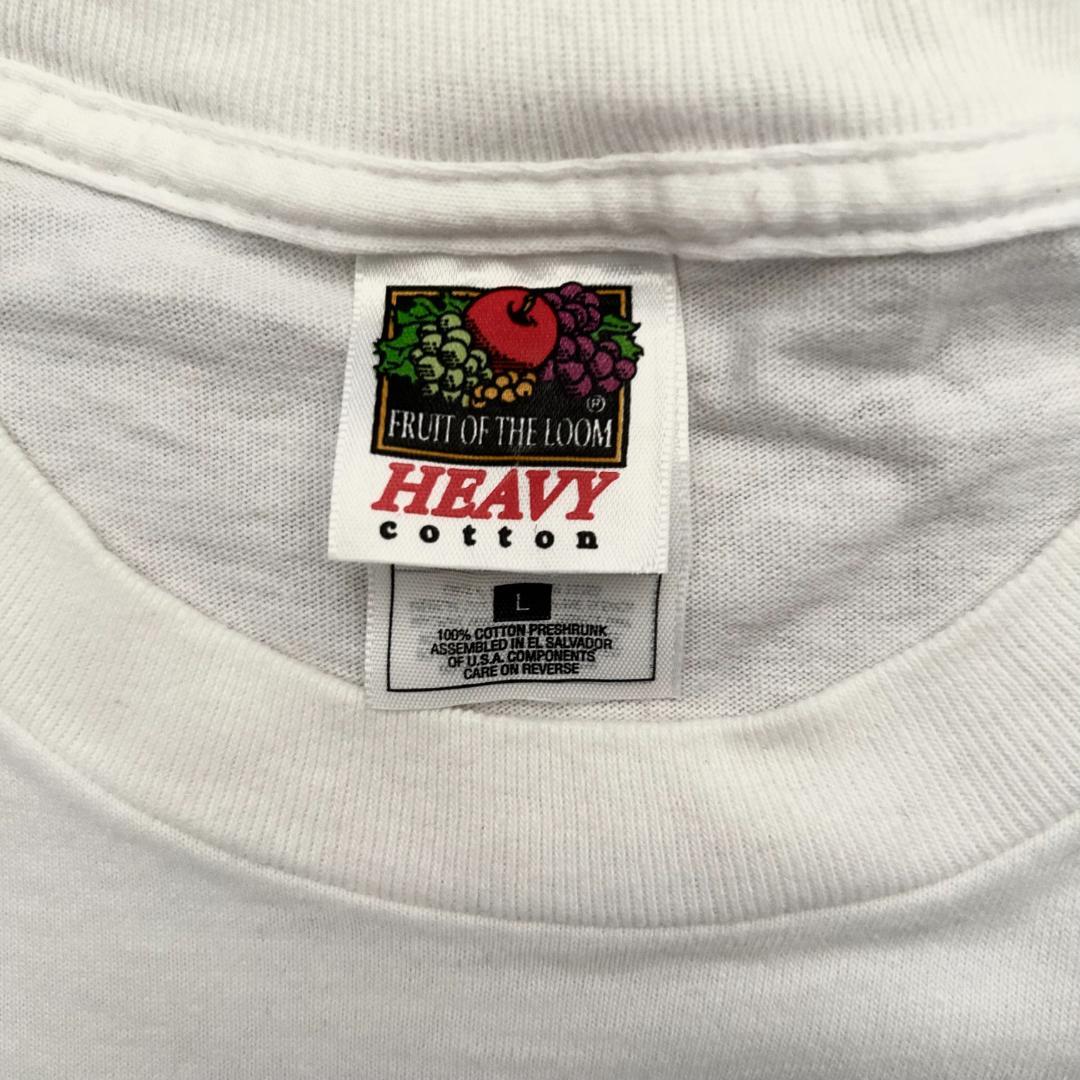 ®
FRUIT OF THE LOOM
HEAVY
cotton
L
100% COTTON PRESHRUNK
ASSEMBLED IN EL SALVADOR
OF U.S.A. COMPONENTS
CARE ON REVERSE